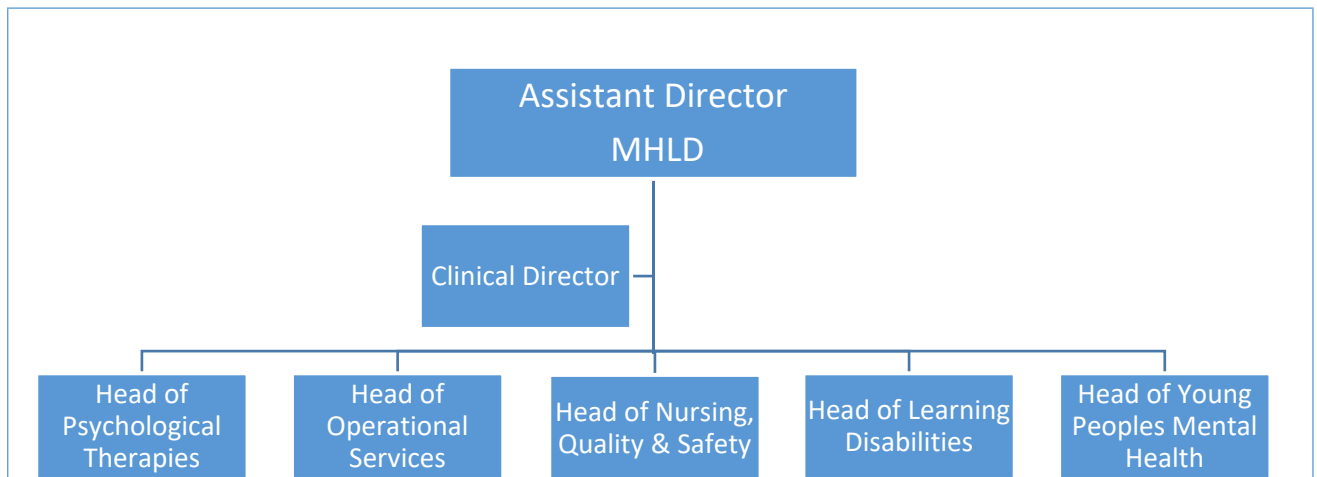 Assistant Director
MHLD
Clinical Director
Head of
Psychological
Therapies
Head of
Operational
Services
Head of Nursing,
Quality & Safety
Head of Learning
Disabilities
Head of Young
Peoples Mental
Health